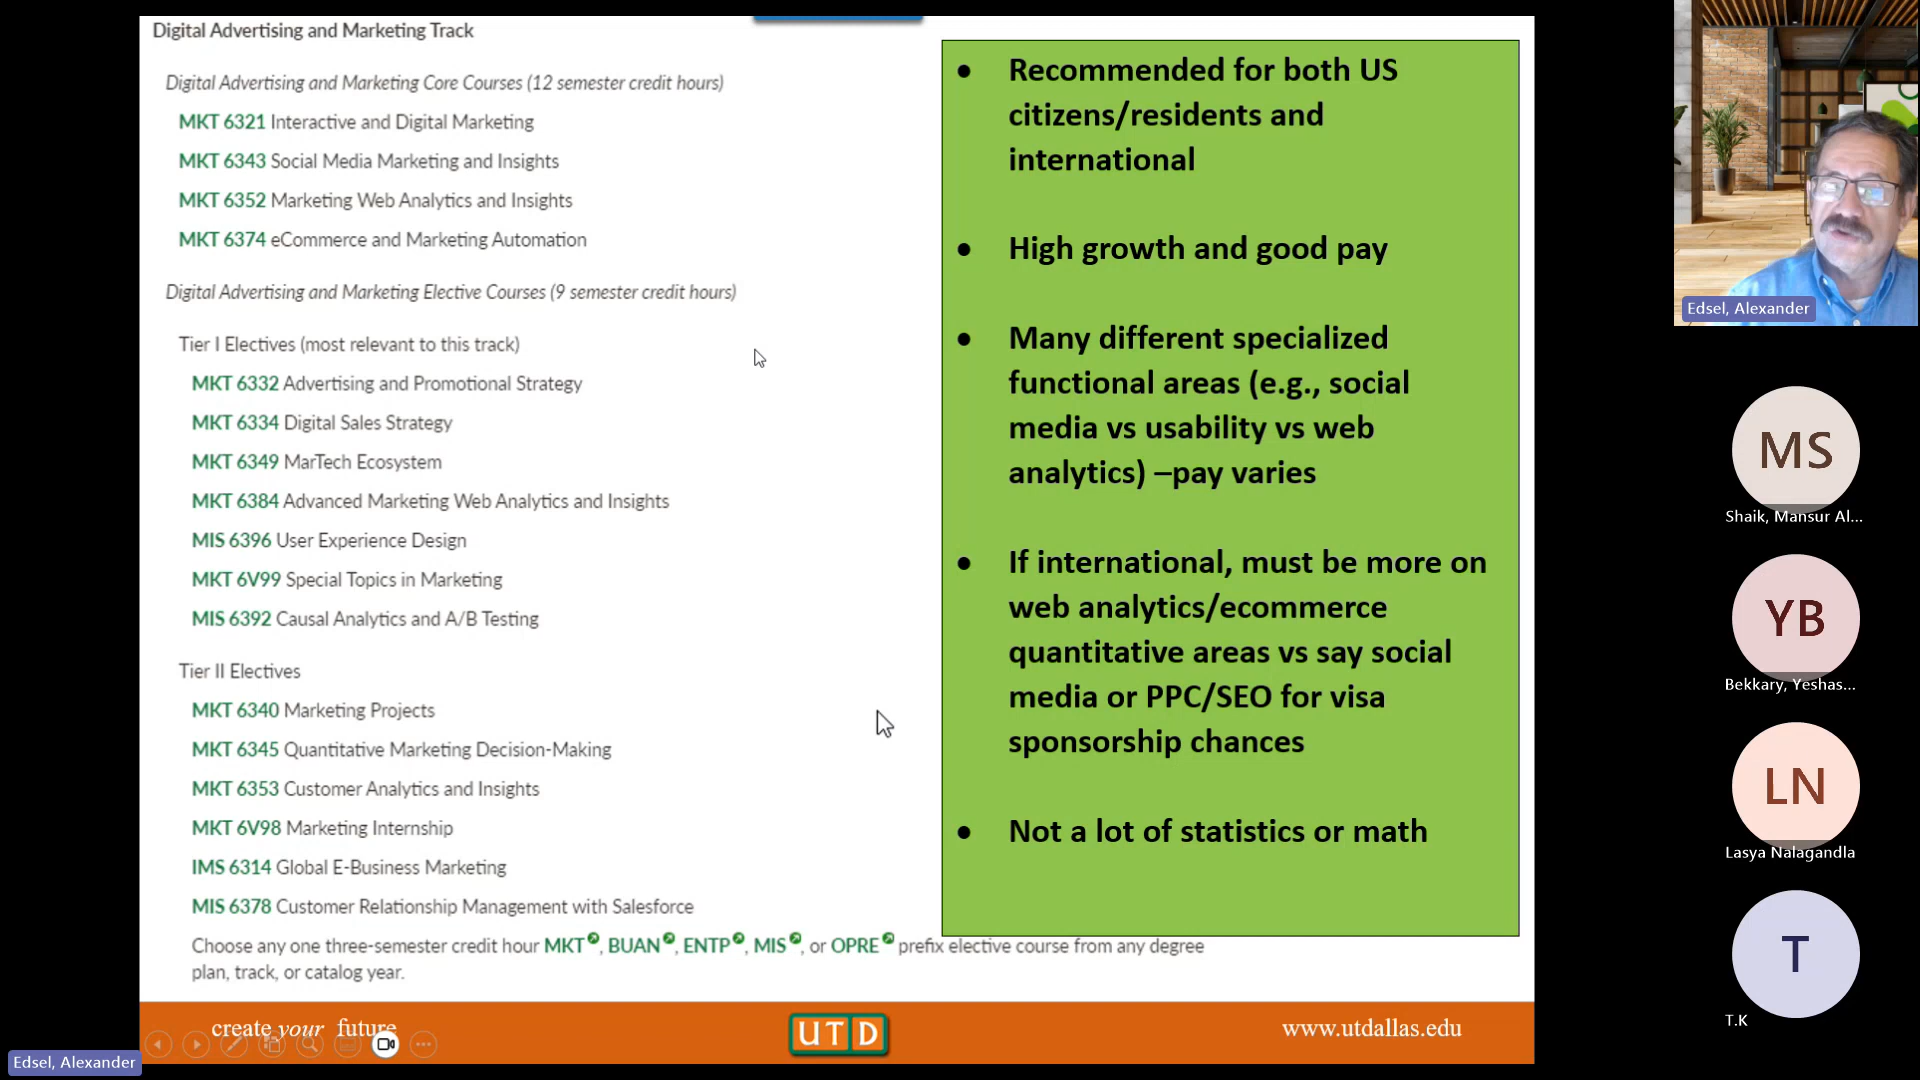 Digital Advertising and Marketing Track
Digital Advertising and Marketing Core Courses (12 semester credit hours)
MKT 6321 Interactive and Digital Marketing
MKT 6343 Social Media Marketing and Insights
MKT 6352 Marketing Web Analytics and Insights
MKT 6374 eCommerce and Marketing Automation
Digital Advertising and Marketing Elective Courses (9 semester credit hours)
Tier I Electives (most relevant to this track)
MKT 6332 Advertising and Promotional Strategy
MKT 6334 Digital Sales Strategy
MKT 6349 MarTech Ecosystem
MKT 6384 Advanced Marketing Web Analytics and Insights
MIS 6396 User Experience Design
MKT 6V99 Special Topics in Marketing
MIS 6392 Causal Analytics and A/B Testing
Tier II Electives
MKT 6340 Marketing Projects
MKT 6345 Quantitative Marketing Decision-Making
MKT 6353 Customer Analytics and Insights
MKT 6V98 Marketing Internship
IMS 6314 Global E-Business Marketing
MIS 6378 Customer Relationship Management with Salesforce
Choose any one three-semester credit hour MKT, BUAN, ENTP, MIS, or OPRE prefix elective course from any degree
plan, track, or catalog year.
• Recommended for both US
citizens/residents and
international
• High growth and good pay
• Many different specialized
functional areas (e.g., social
media vs usability vs web
analytics) –pay varies
• If international, must be more on
web analytics/ecommerce
quantitative areas vs say social
media or PPC/SEO for visa
sponsorship chances
• Not a lot of statistics or math
create your future
UTD
www.utdallas.edu
Edsel, Alexander
Edsel, Alexander
MS
Shaik, Mansur Al...
YB
Bekkary, Yeshas...
LN
Lasya Nalagandla
T
T.K